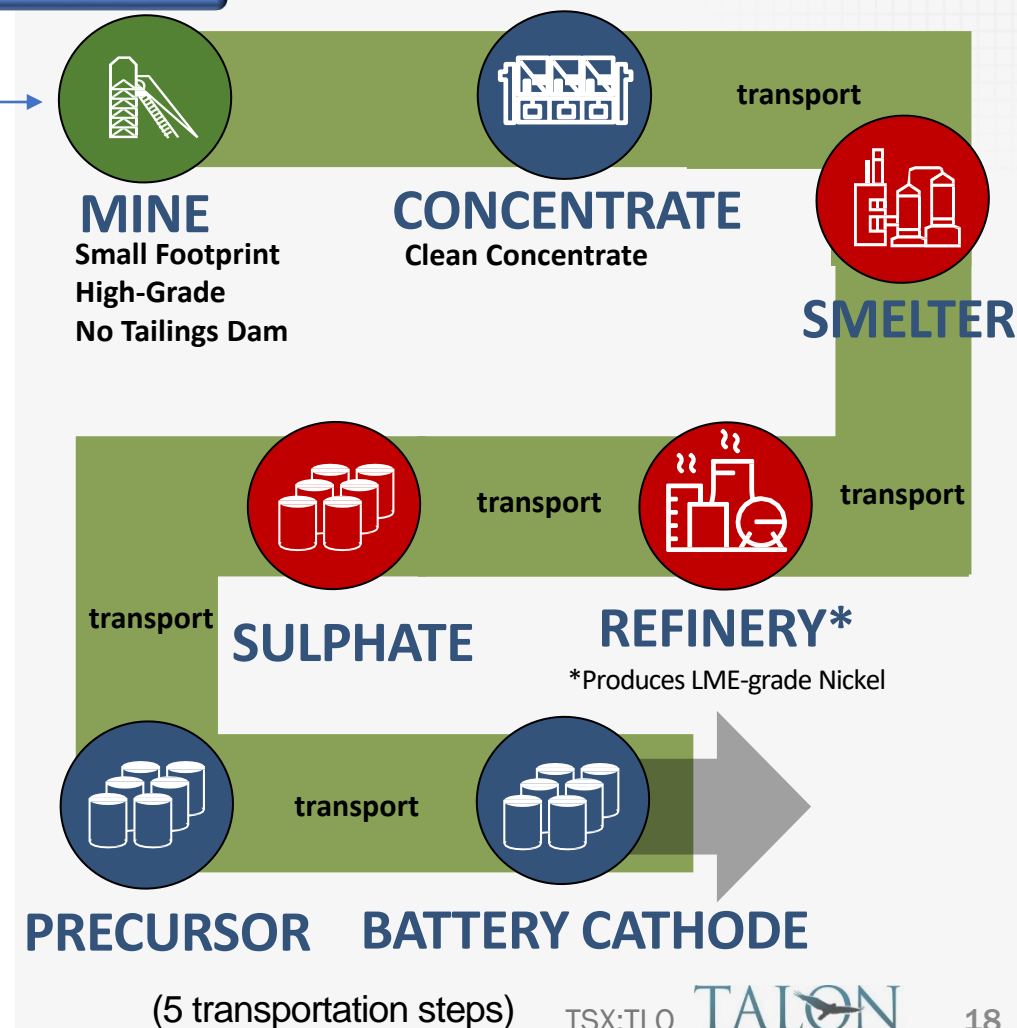 transport
MINE
Small Footprint
High-Grade
No Tailings Dam
CONCENTRATE
Clean Concentrate
SMELTER
transport
transport
REFINERY*
*Produces LME-grade Nickel
SULPHATE
transport
PRECURSOR
transport
BATTERY CATHODE
(5 transportation steps)
TSX:TLO
TALON
18